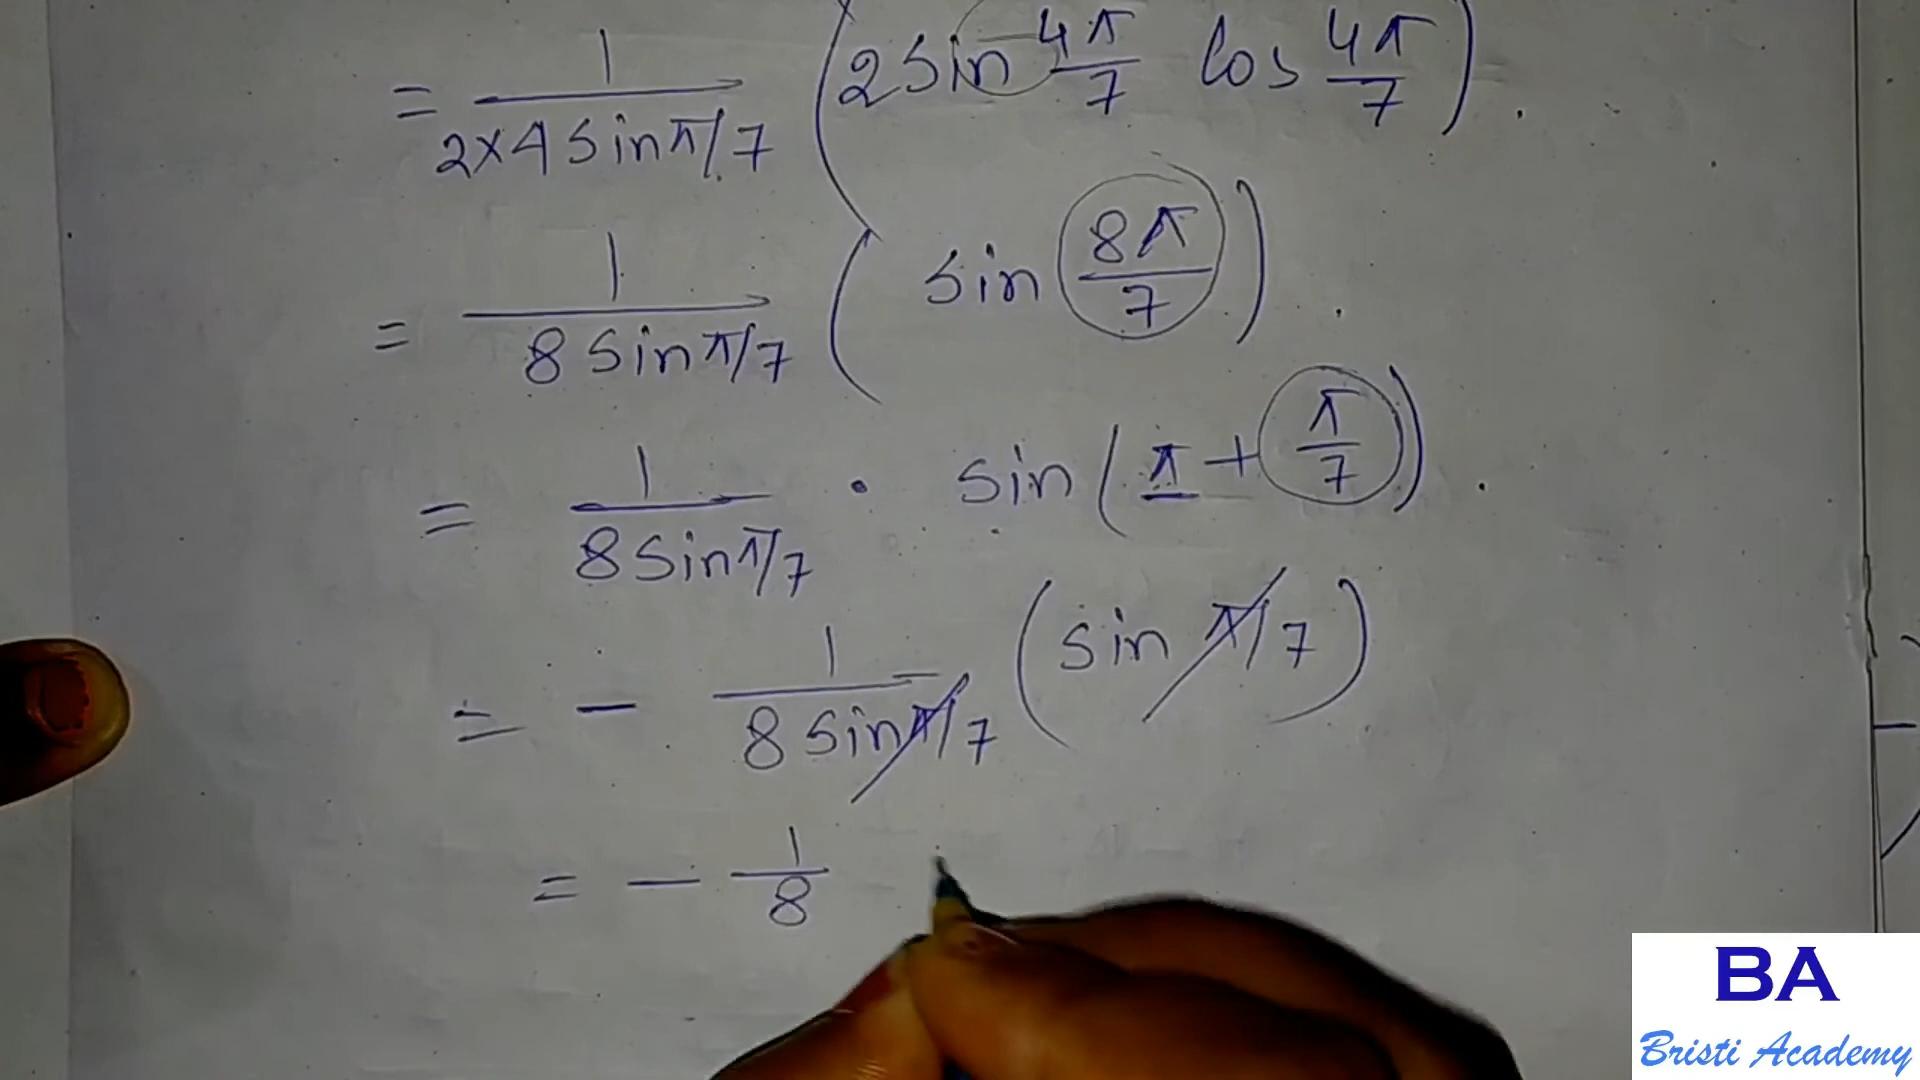 = 1/(2×4 sin π/7) (2 sin 4π/7 cos 4π/7).
= 1/(8 sin π/7) (sin 8π/7).
= 1/(8 sin π/7) · sin(π + π/7).
= - 1/(8 sin π/7) (sin π/7)
= - 1/8
BA
Bristi Academy